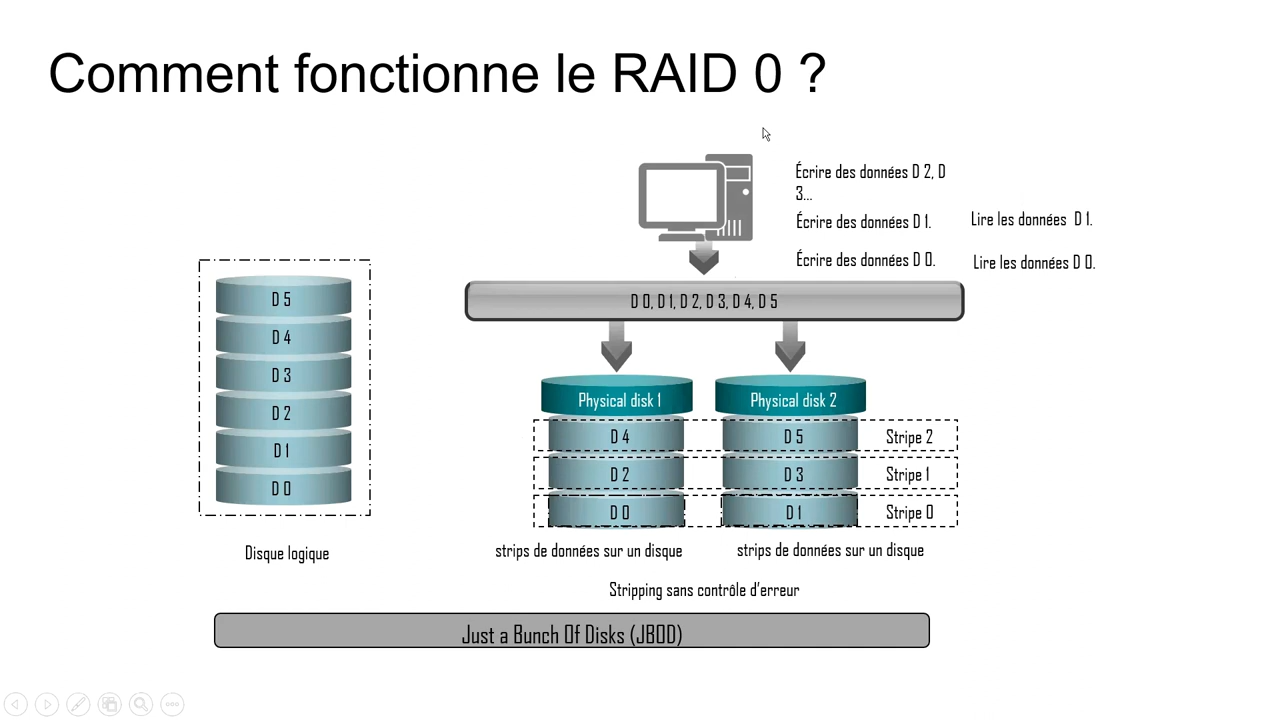 Comment fonctionne le RAID 0 ?
Écrire des données D 2, D
3...
Écrire des données D 1.
Lire les données D 1.
Écrire des données D 0.
Lire les données D 0.
D 0, D 1, D 2, D 3, D 4, D 5
D 5
D 4
D 3
D 2
D 1
D 0
Disque logique
Physical disk 1
Physical disk 2
D 4
D 5
Stripe 2
D 2
D 3
Stripe 1
D 0
D 1
Stripe 0
strips de données sur un disque
strips de données sur un disque
Stripping sans contrôle d'erreur
Just a Bunch Of Disks (JBOD)